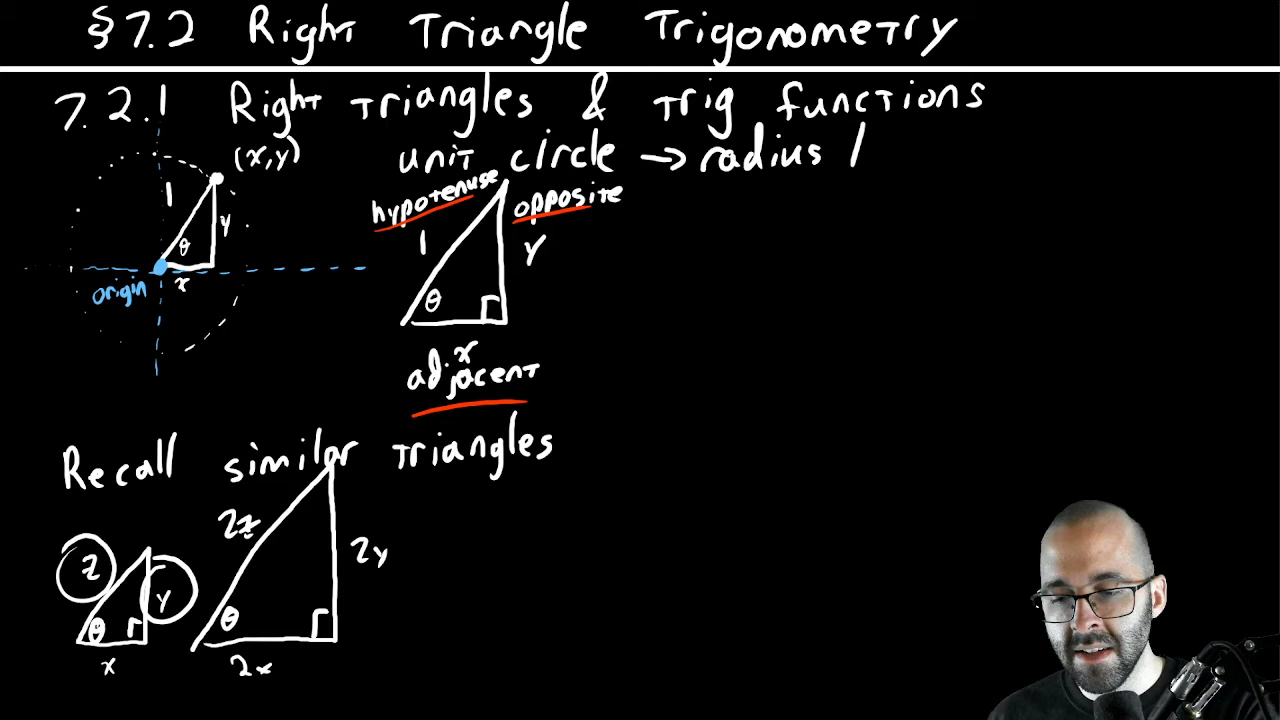 §7.2 Right Triangle Trigonometry
7.2.1 Right triangles & trig functions
(x,y)
unit circle → radius 1
1
y
θ
x
origin
hypotenuse
opposite
1
y
θ
x
adjacent
Recall similar triangles
z
y
θ
x
2z
2y
θ
2x